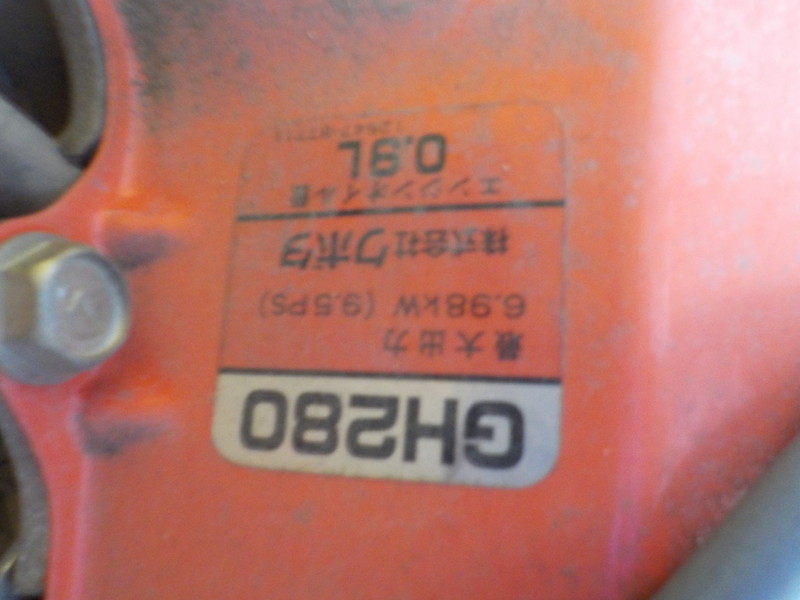 GH280
最大出力
6.98kW (9.5PS)
株式会社クボタ
エンジンオイル量
0.9L